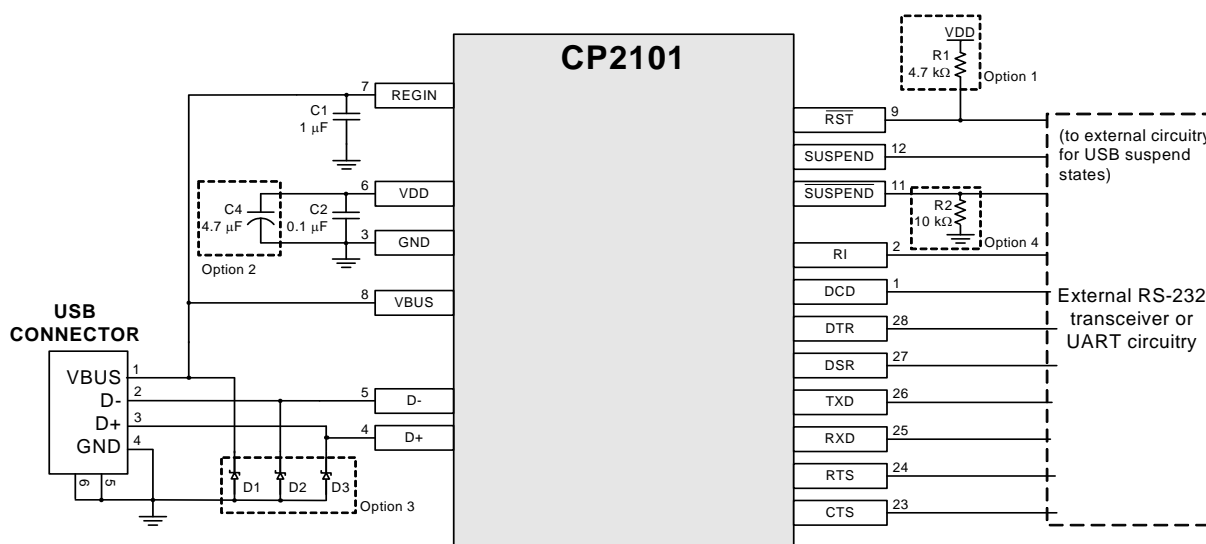 CP2101
7
REGIN
C1
1 μF
6
VDD
C4
4.7 μF
C2
0.1 μF
3
GND
Option 2
8
VBUS
USB
CONNECTOR
VBUS
1
D-
2
D+
3
GND
4
6
5
5
D-
4
D+
D1
D2
D3
Option 3
VDD
R1
4.7 kΩ
Option 1
RST
9
SUSPEND
12
SUSPEND
11
R2
10 kΩ
Option 4
RI
2
DCD
1
DTR
28
DSR
27
TXD
26
RXD
25
RTS
24
CTS
23
(to external circuitry
for USB suspend
states)
External RS-232
transceiver or
UART circuitry